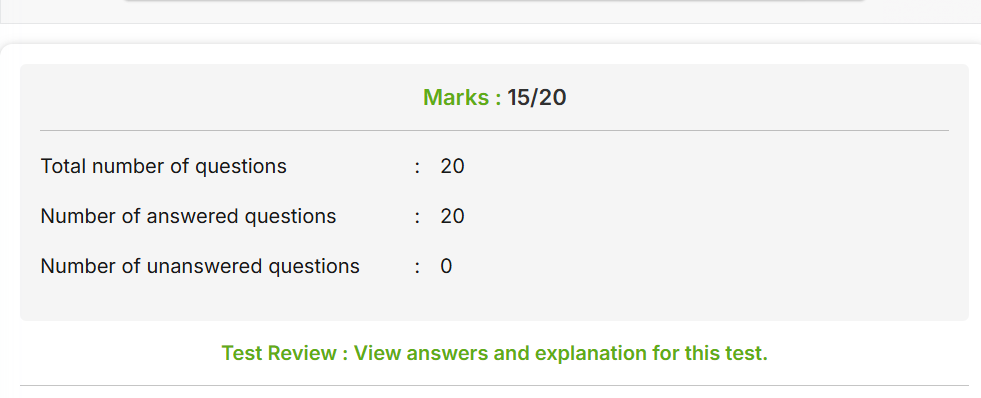 Marks : 15/20
Total number of questions : 20
Number of answered questions : 20
Number of unanswered questions : 0
Test Review : View answers and explanation for this test.